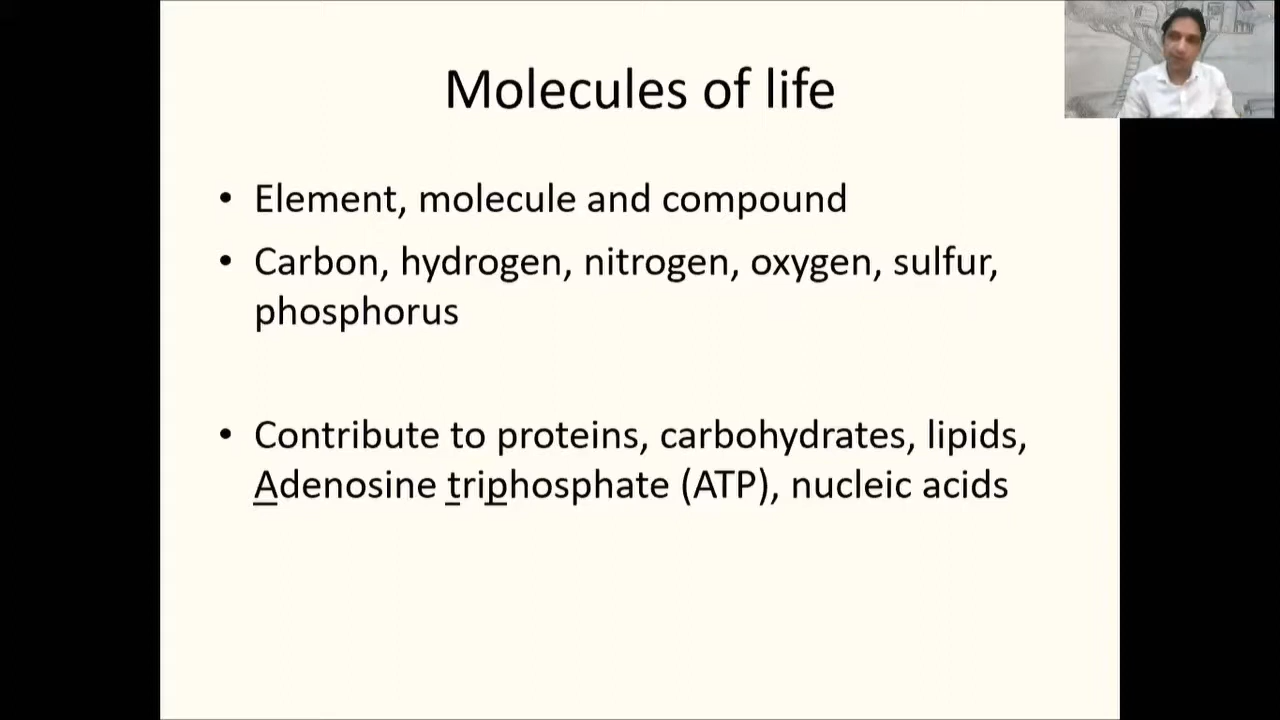 Molecules of life
• Element, molecule and compound
• Carbon, hydrogen, nitrogen, oxygen, sulfur,
phosphorus
• Contribute to proteins, carbohydrates, lipids,
Adenosine triphosphate (ATP), nucleic acids